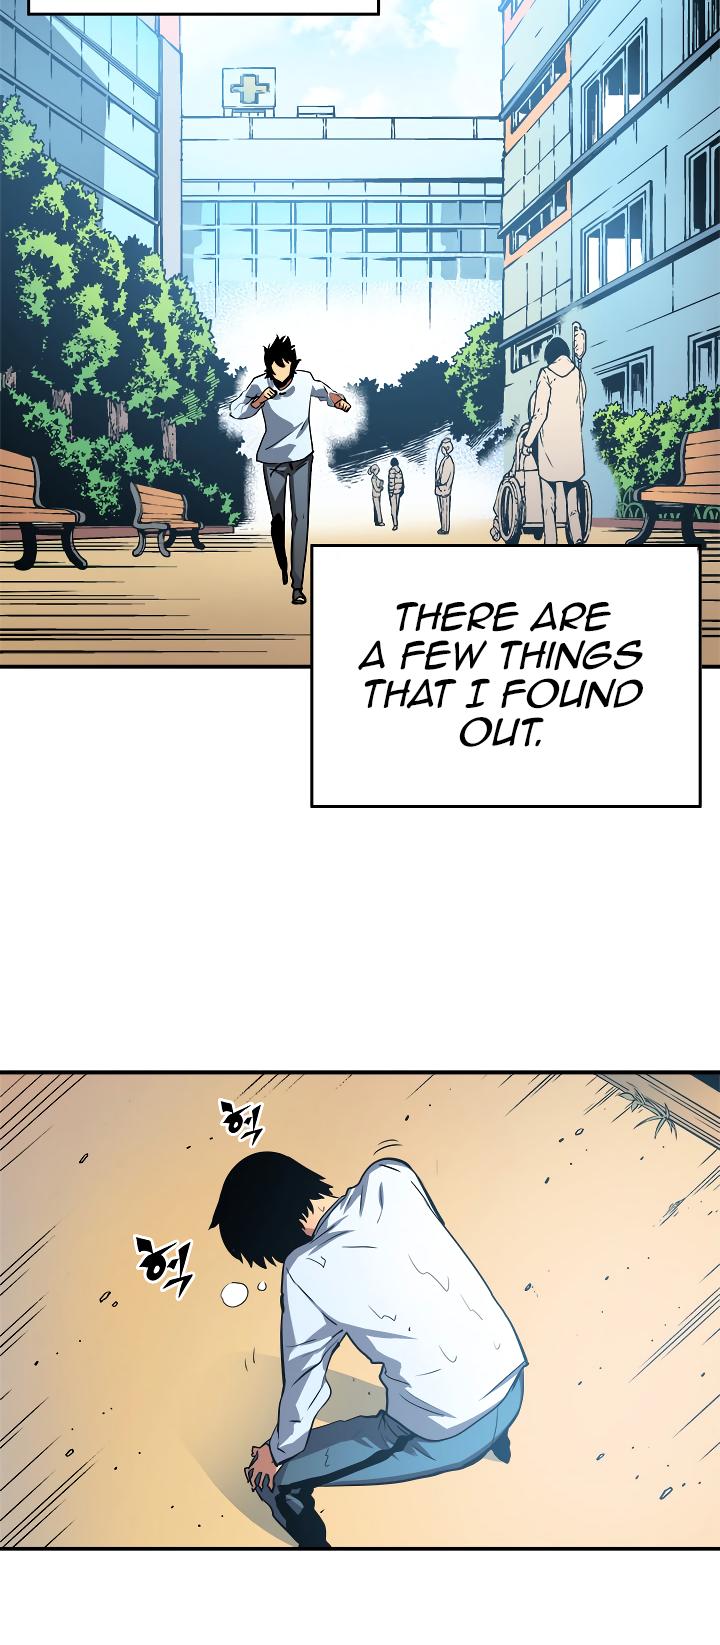 THERE ARE
A FEW THINGS
THAT I FOUND
OUT.
헉
헉